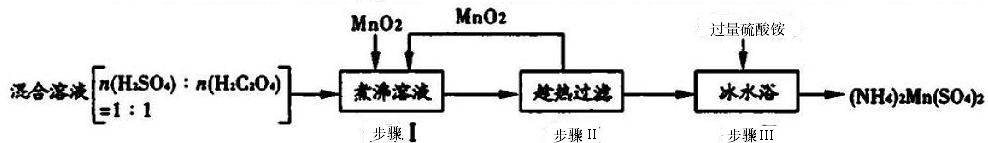 MnO2
MnO2
过量硫酸铵
混合溶液
n(H2SO4)：n(H2C2O4)
=1：1
煮沸溶液
趁热过滤
冰水浴
(NH4)2Mn(SO4)2
步骤I
步骤II
步骤III